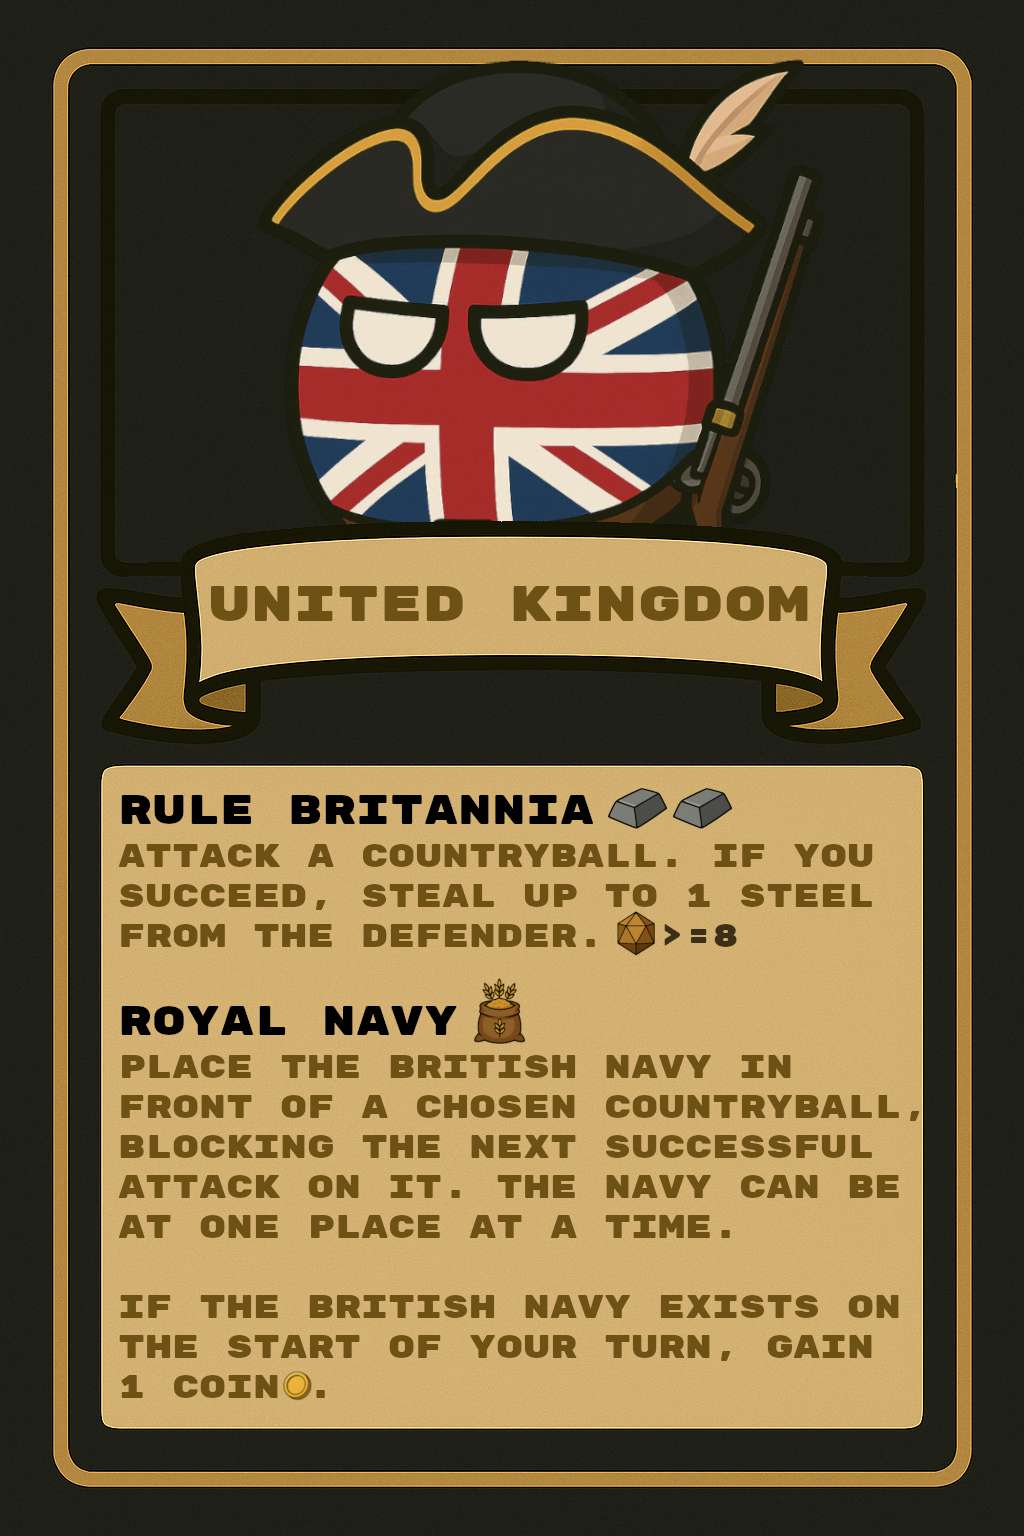 UNITED KINGDOM
RULE BRITANNIA
ATTACK A COUNTRYBALL. IF YOU
SUCCEED, STEAL UP TO 1 STEEL
FROM THE DEFENDER. >=8
ROYAL NAVY
PLACE THE BRITISH NAVY IN
FRONT OF A CHOSEN COUNTRYBALL,
BLOCKING THE NEXT SUCCESSFUL
ATTACK ON IT. THE NAVY CAN BE
AT ONE PLACE AT A TIME.
IF THE BRITISH NAVY EXISTS ON
THE START OF YOUR TURN, GAIN
1 COIN.